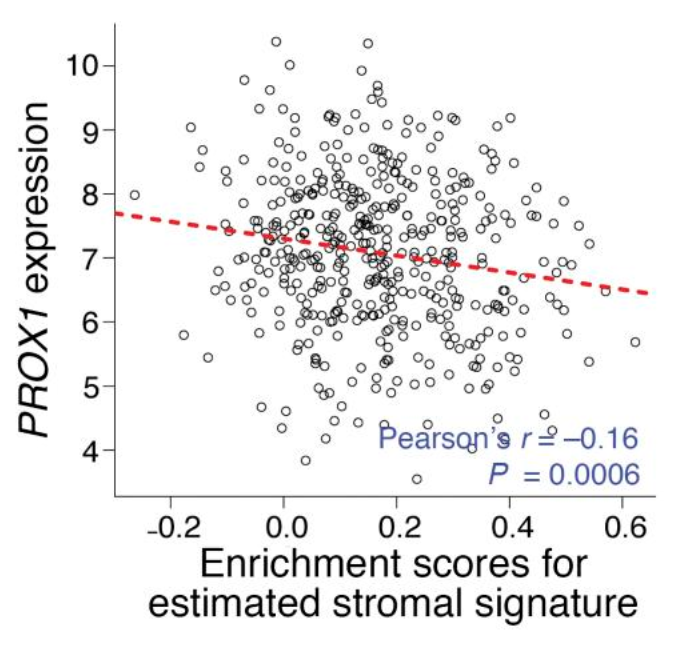 PROX1 expression
10
9
8
7
6
5
4
Pearson's r = –0.16
P = 0.0006
–0.2
0.0
0.2
0.4
0.6
Enrichment scores for
estimated stromal signature